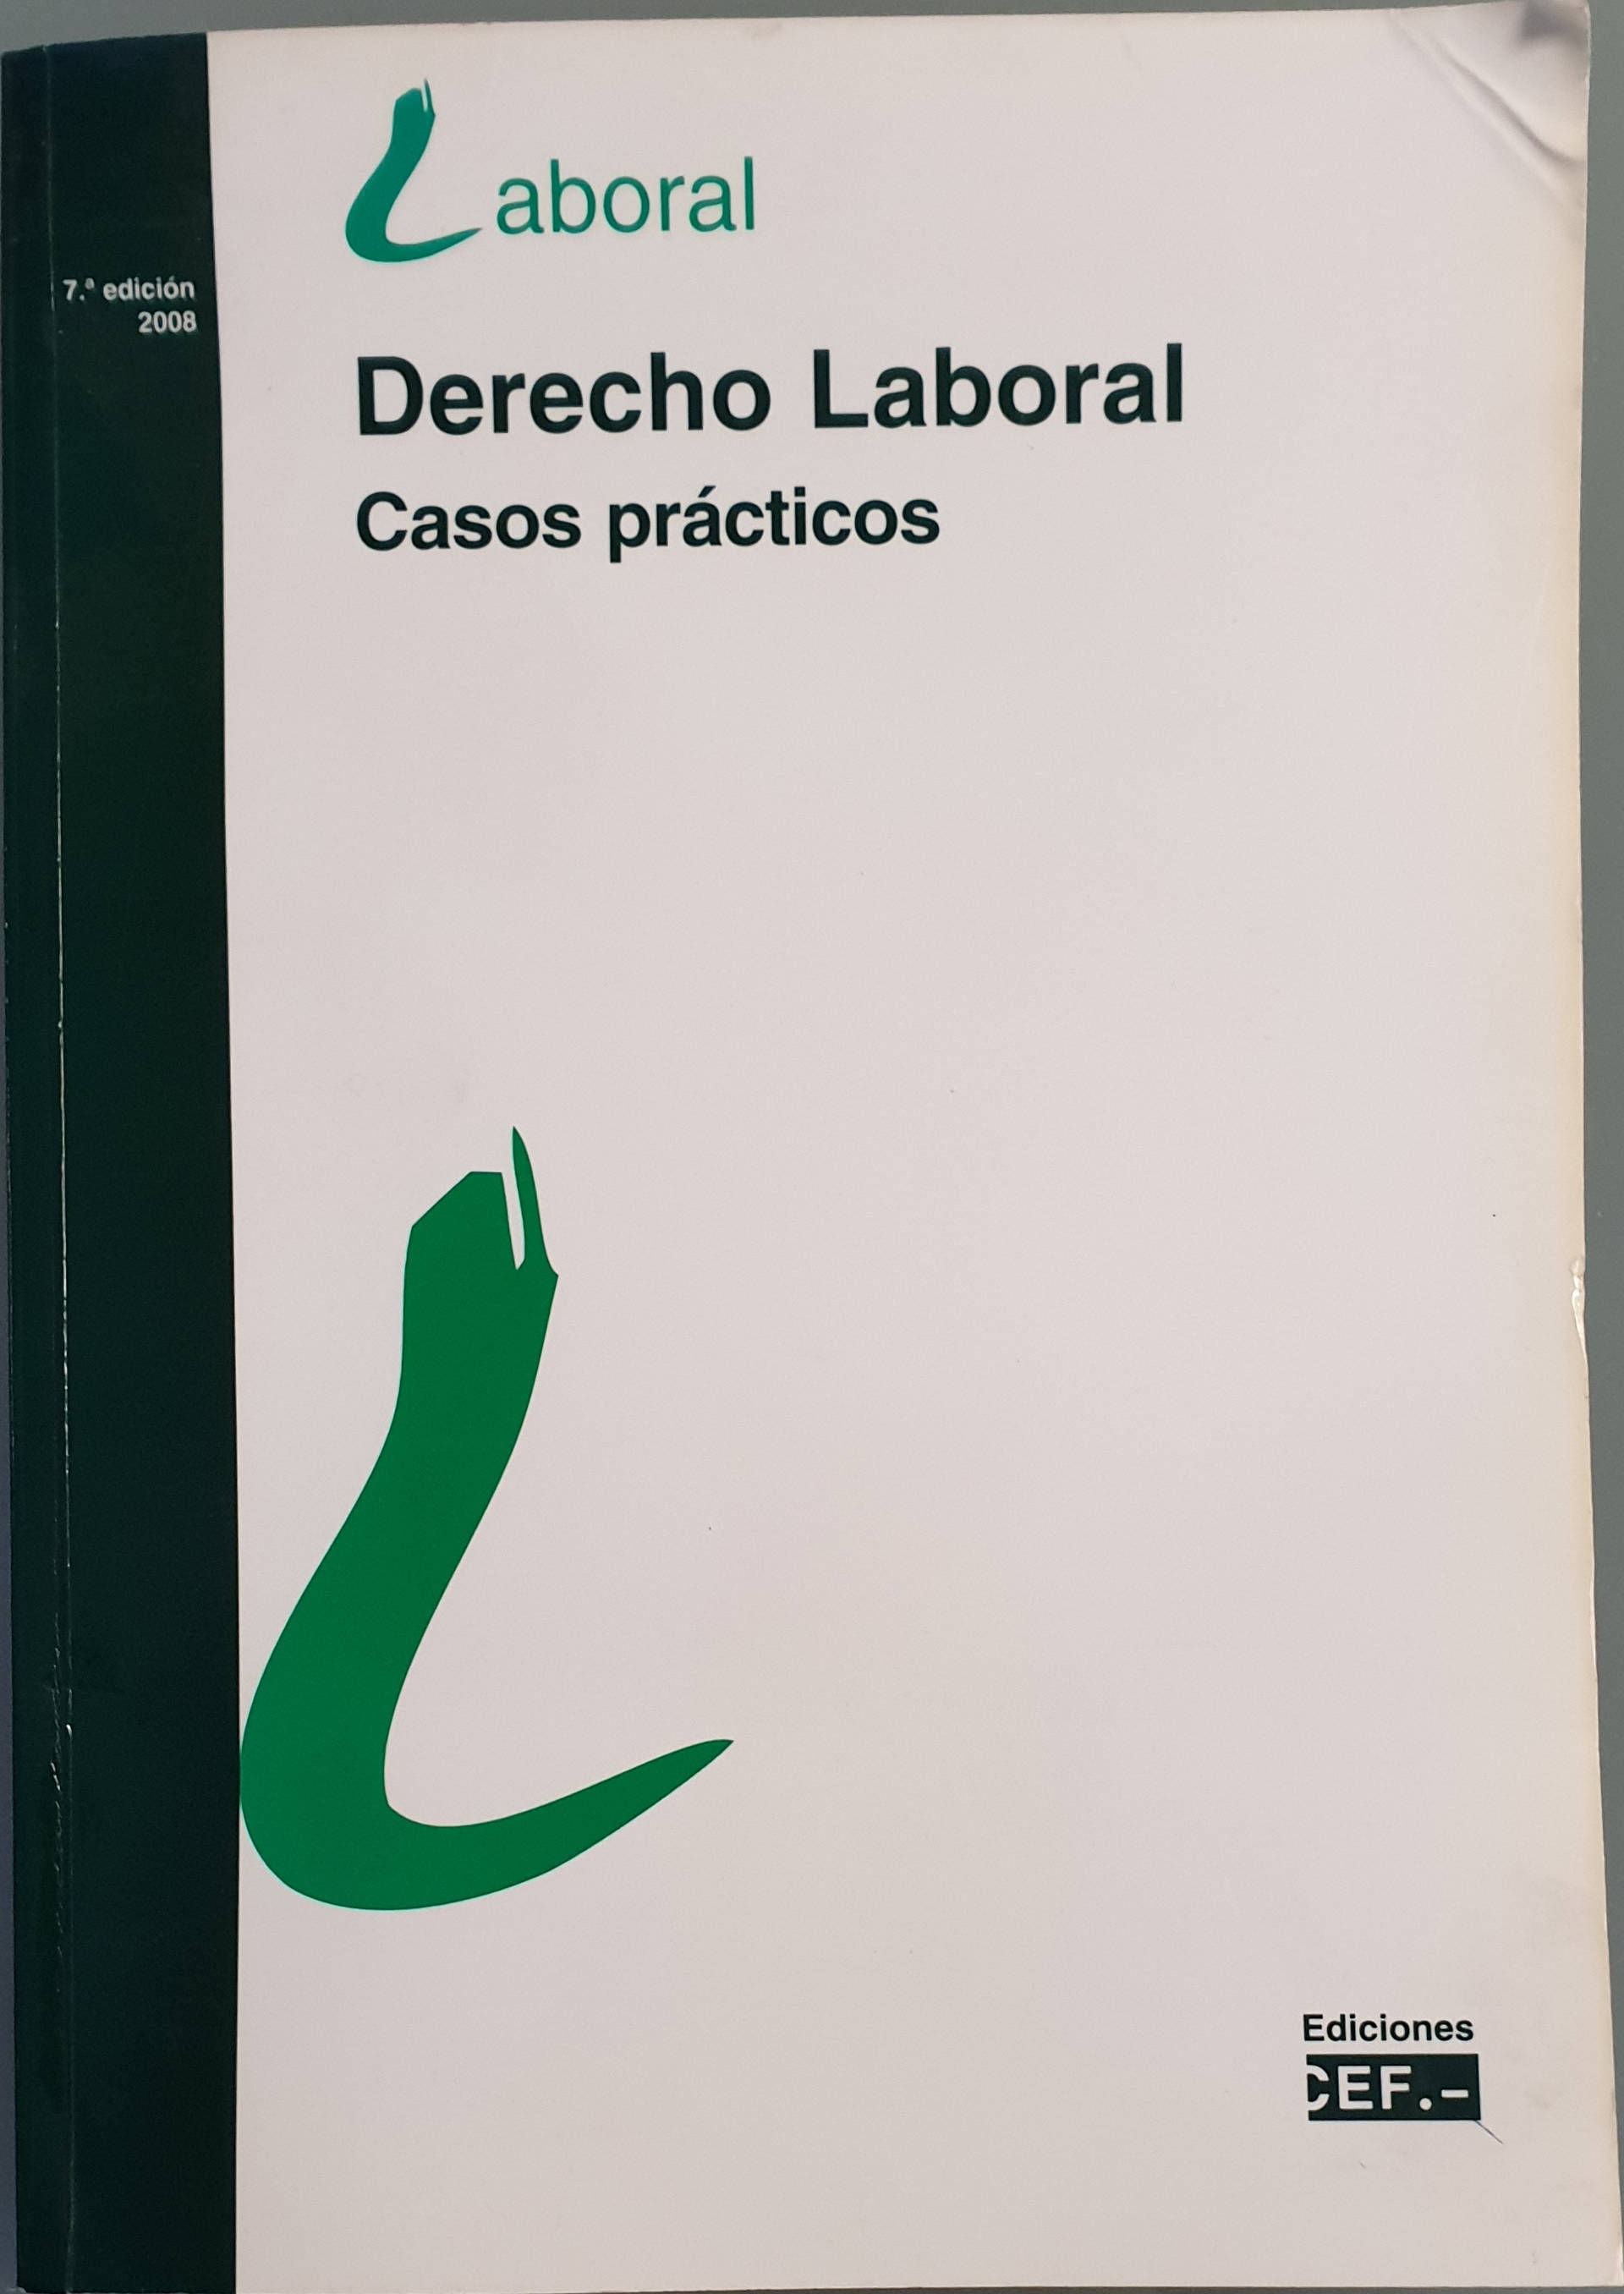 Laboral
7.ª edición
2008
Derecho Laboral
Casos prácticos
Ediciones
CEF.-